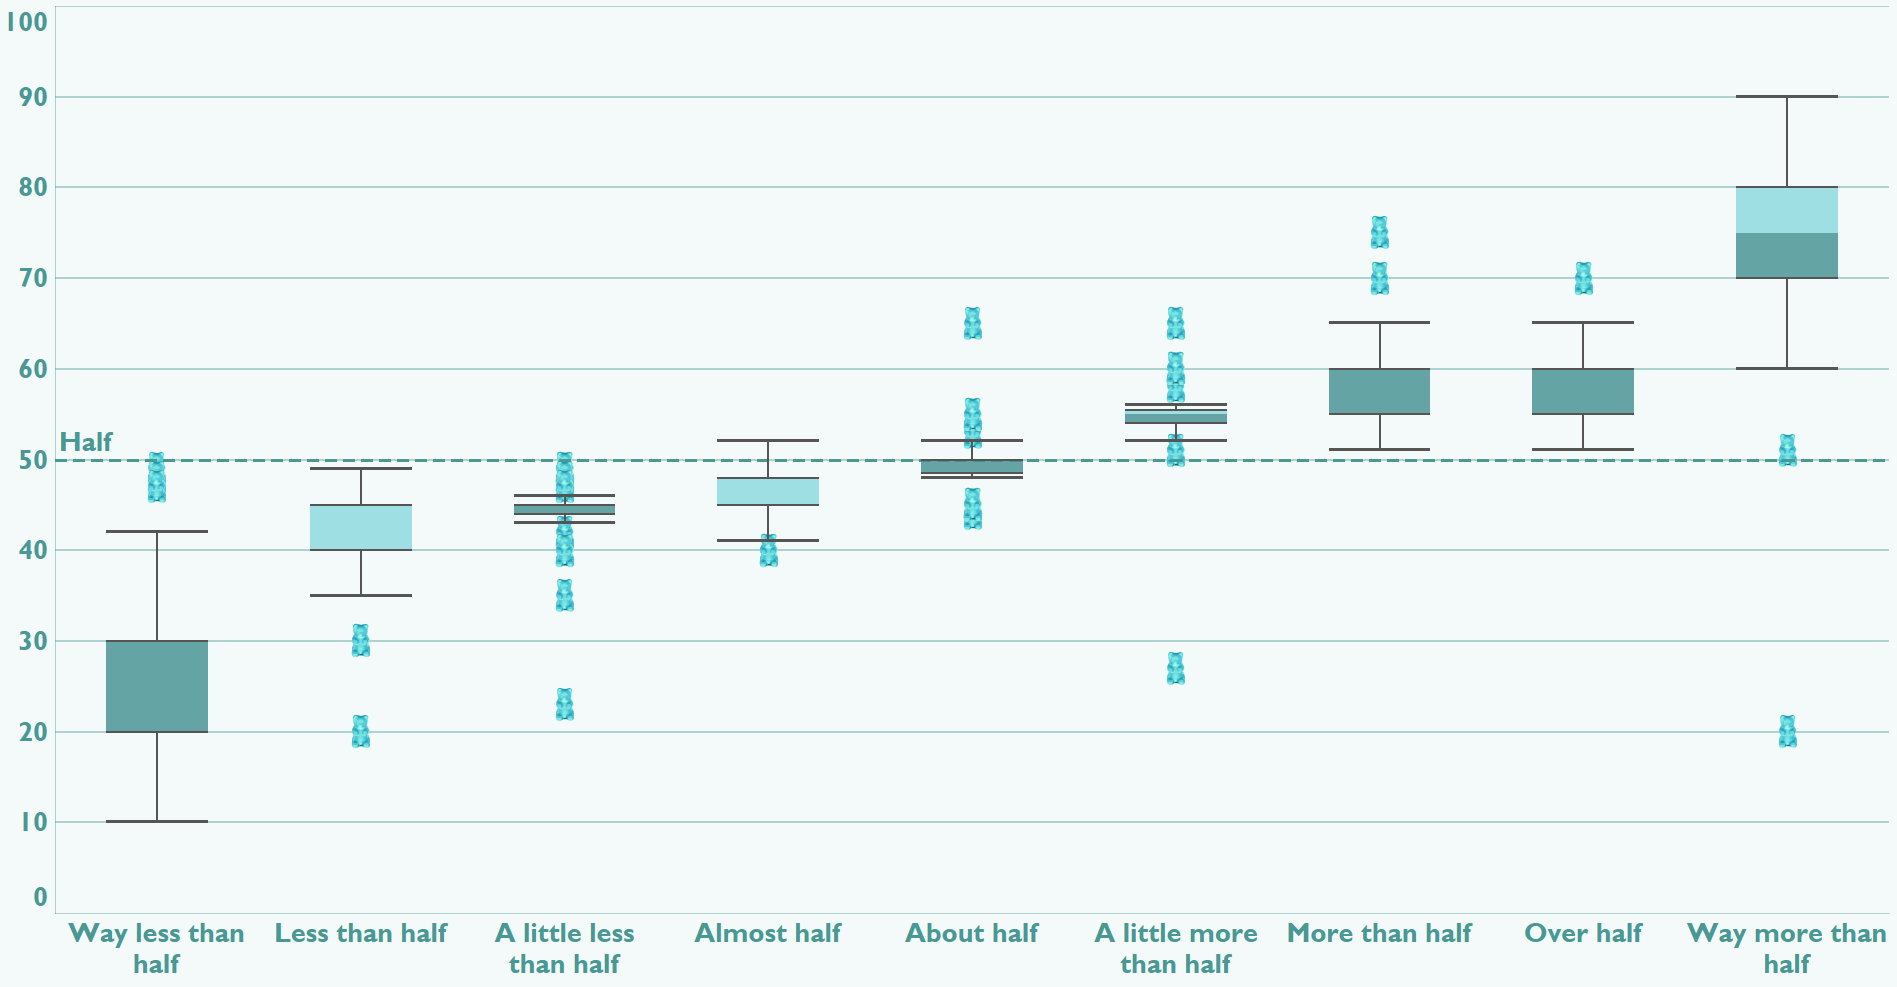 100
90
80
70
60
Half
50
40
30
20
10
0
Way less than
half
Less than half
A little less
than half
Almost half
About half
A little more
than half
More than half
Over half
Way more than
half